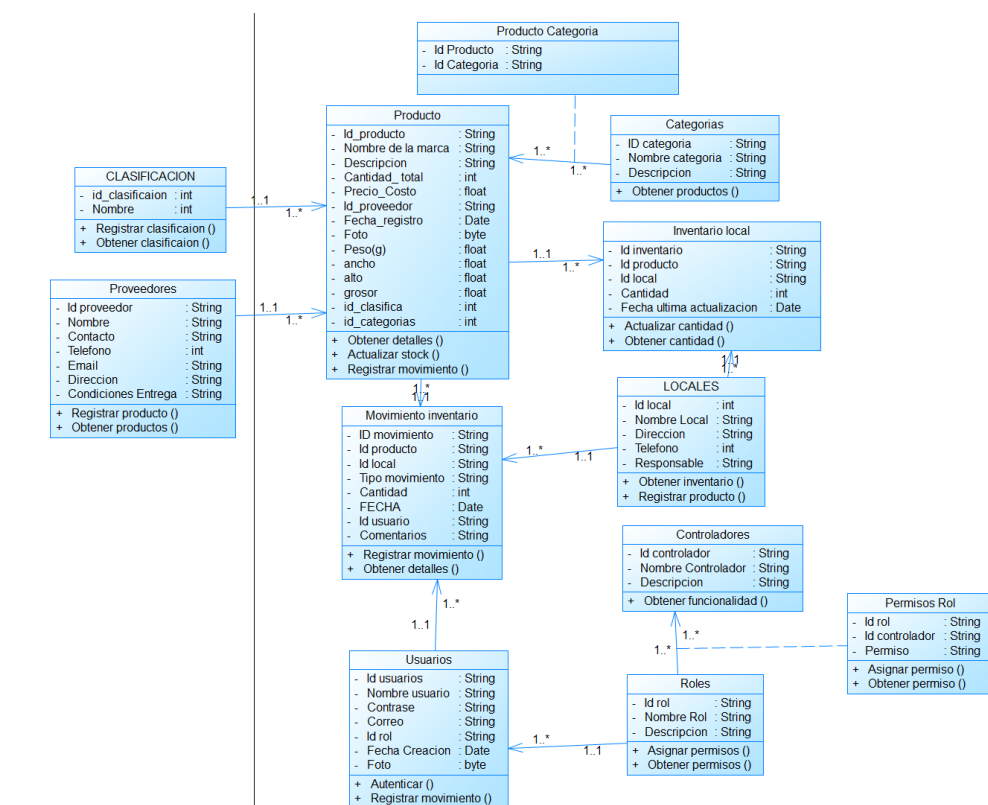 Producto Categoria
- Id Producto : String
- Id Categoria : String
Producto
- Id_producto : String
- Nombre de la marca : String
- Descripcion : String
- Cantidad_total : int
- Precio_Costo : float
- Id_proveedor : String
- Fecha_registro : Date
- Foto : byte
- Peso(g) : float
- ancho : float
- alto : float
- grosor : float
- id_clasifica : int
- id_categorias : int
+ Obtener detalles ()
+ Actualizar stock ()
+ Registrar movimiento ()
1..*
1..*
Categorias
- ID categoria : String
- Nombre categoria : String
- Descripcion : String
+ Obtener productos ()
CLASIFICACION
- id_clasificaion : int
- Nombre : int
+ Registrar clasificaion ()
+ Obtener clasificaion ()
1..1
1..*
Inventario local
- Id inventario : String
- Id producto : String
- Id local : String
- Cantidad : int
- Fecha ultima actualizacion : Date
+ Actualizar cantidad ()
+ Obtener cantidad ()
1..1
1..*
Proveedores
- Id proveedor : String
- Nombre : String
- Contacto : String
- Telefono : int
- Email : String
- Direccion : String
- Condiciones Entrega : String
+ Registrar producto ()
+ Obtener productos ()
1..1
1..*
1..1
1..*
LOCALES
- Id local : int
- Nombre Local : String
- Direccion : String
- Telefono : int
- Responsable : String
+ Obtener inventario ()
+ Registrar producto ()
1..*
1..1
Movimiento inventario
- ID movimiento : String
- Id producto : String
- Id local : String
- Tipo movimiento : String
- Cantidad : int
- FECHA : Date
- Id usuario : String
- Comentarios : String
+ Registrar movimiento ()
+ Obtener detalles ()
1..*
1..1
Controladores
- Id controlador : String
- Nombre Controlador : String
- Descripcion : String
+ Obtener funcionalidad ()
1..*
1..*
Permisos Rol
- Id rol : String
- Id controlador : String
- Permiso : String
+ Asignar permiso ()
+ Obtener permiso ()
1..*
1..1
Usuarios
- Id usuarios : String
- Nombre usuario : String
- Contrase : String
- Correo : String
- Id rol : String
- Fecha Creacion : Date
- Foto : byte
+ Autenticar ()
+ Registrar movimiento ()
1..*
1..1
Roles
- Id rol : String
- Nombre Rol : String
- Descripcion : String
+ Asignar permisos ()
+ Obtener permisos ()